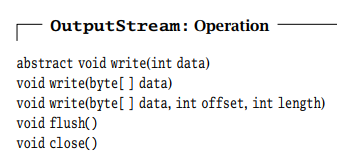 OutputStream: Operation
abstract void write(int data)
void write(byte[ ] data)
void write(byte[ ] data, int offset, int length)
void flush()
void close()